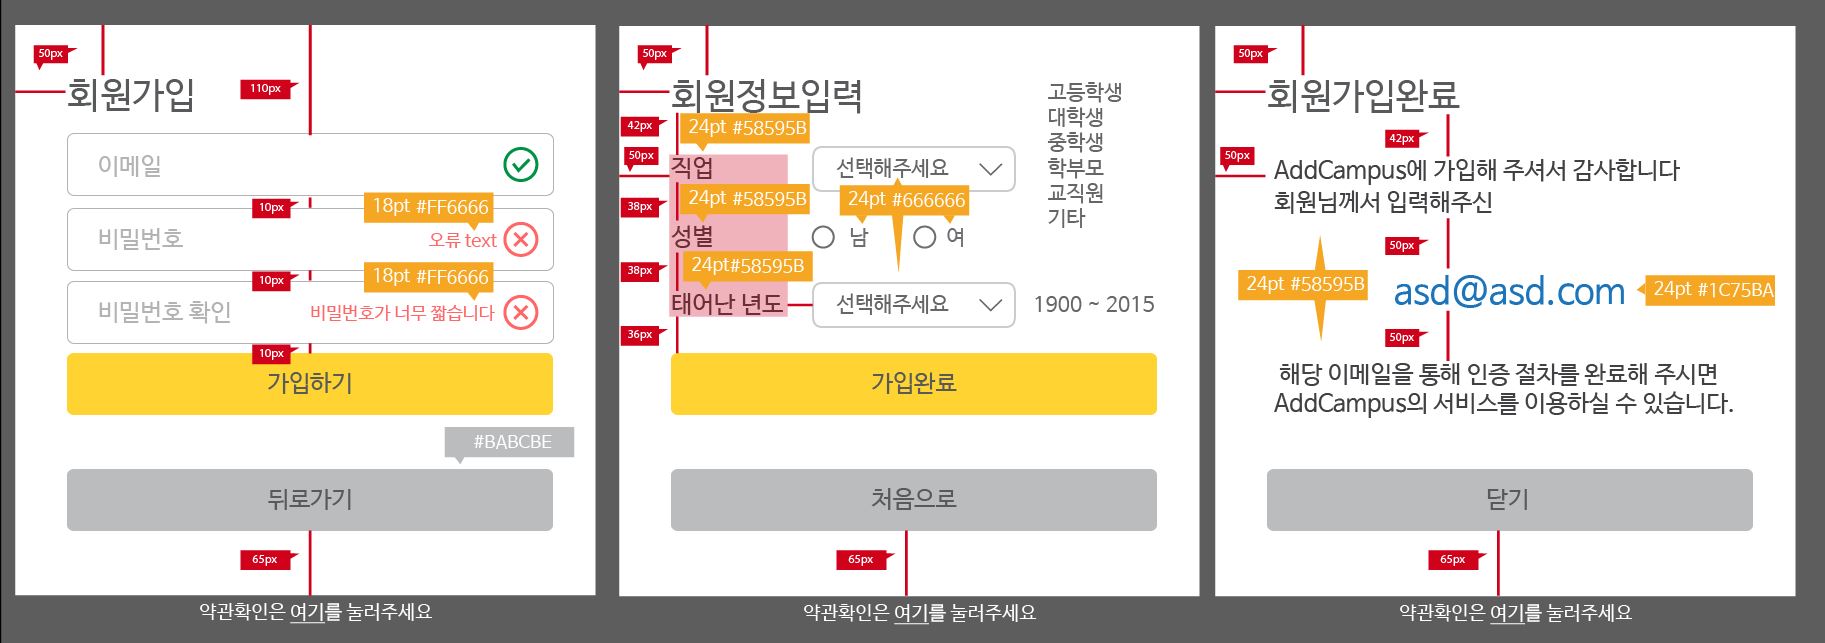 50px
회원가입
110px
이메일
10px
18pt #FF6666
비밀번호
오류 text
10px
18pt #FF6666
비밀번호 확인
비밀번호가 너무 짧습니다
10px
가입하기
#BABCBE
뒤로가기
65px
약관확인은 여기를 눌러주세요
50px
회원정보입력
42px
24pt #58595B
50px
직업
선택해주세요
고등학생
대학생
중학생
학부모
교직원
기타
38px
24pt #58595B
24pt #666666
성별
남
여
38px
24pt#58595B
태어난 년도
선택해주세요
1900 ~ 2015
36px
가입완료
처음으로
65px
약관확인은 여기를 눌러주세요
50px
회원가입완료
42px
50px
AddCampus에 가입해 주셔서 감사합니다
회원님께서 입력해주신
50px
24pt #58595B
asd@asd.com
24pt #1C75BA
50px
해당 이메일을 통해 인증 절차를 완료해 주시면
AddCampus의 서비스를 이용하실 수 있습니다.
닫기
65px
약관확인은 여기를 눌러주세요